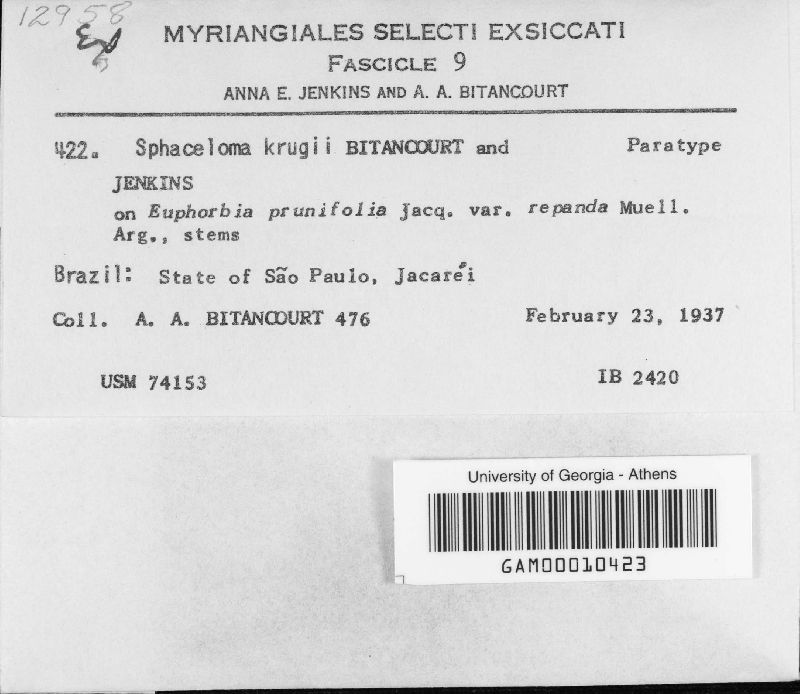 12958
MYRIANGIALES SELECTI EXSICCATI
FASCICLE 9
ANNA E. JENKINS AND A. A. BITANCOURT
422. Sphaceloma krugii BITANCOURT and Paratype
JENKINS
on Euphorbia prunifolia Jacq. var. repanda Muell.
Arg., stems
Brazil: State of São Paulo, Jacaréi
Coll. A. A. BITANCOURT 476 February 23, 1937
USM 74153 IB 2420
University of Georgia - Athens
GAM00010423